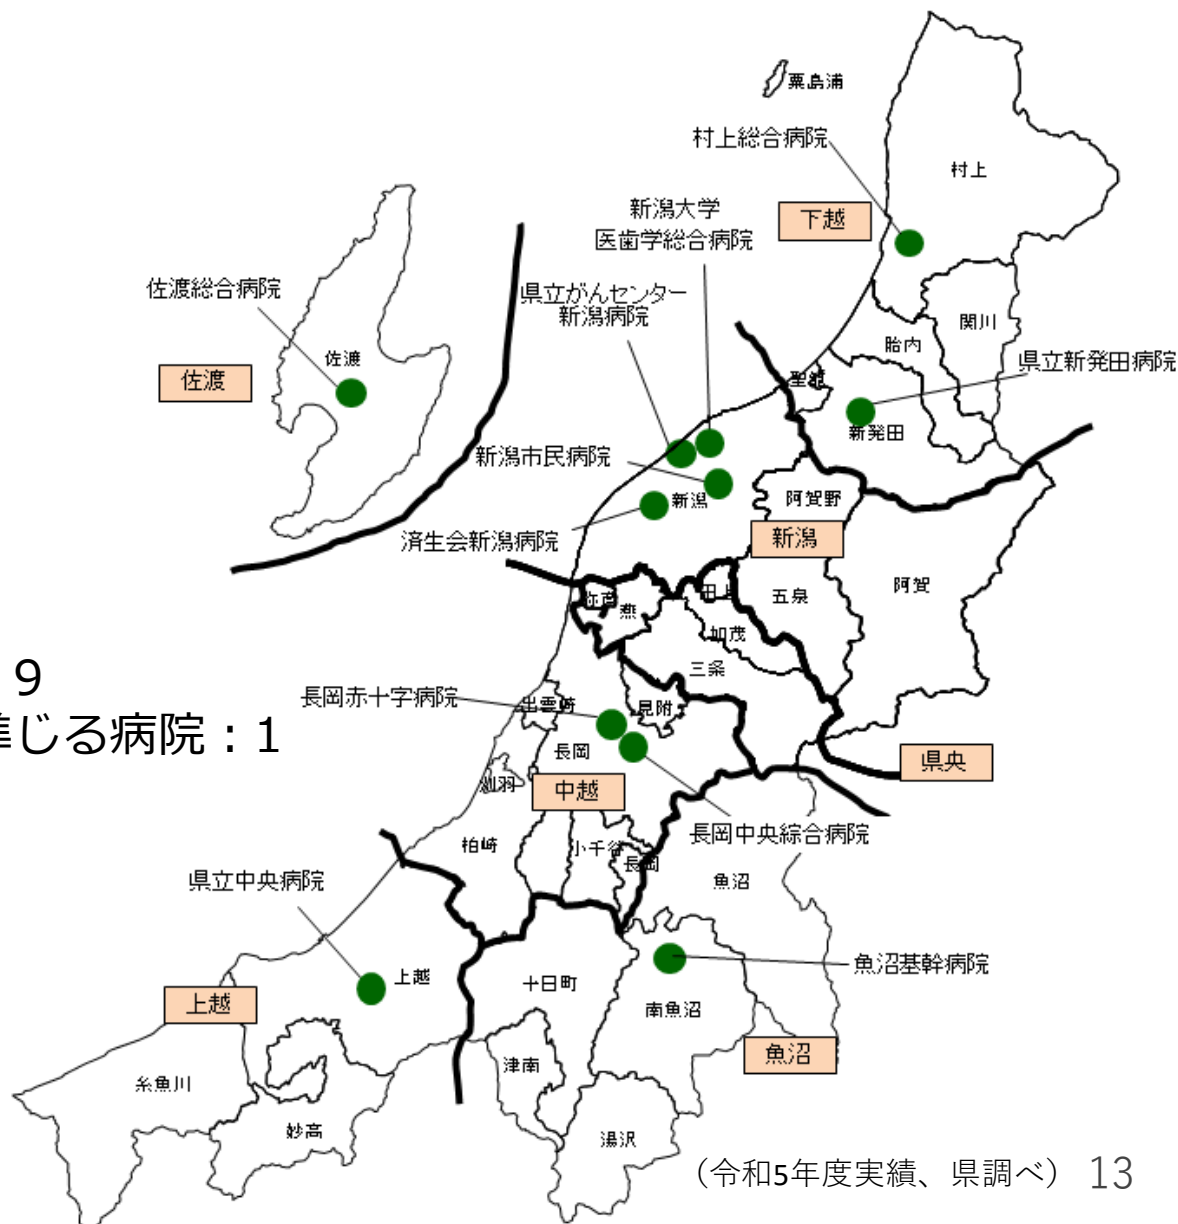 粟島浦
村上総合病院
村上
新潟大学
医歯学総合病院
下越
佐渡総合病院
県立がんセンター
新潟病院
関川
胎内
佐渡
佐渡
県立新発田病院
聖籠
新発田
新潟市民病院
新潟
阿賀野
済生会新潟病院
新潟
阿賀
弥彦
田上
五泉
燕
加茂
三条
9
長岡赤十字病院
出雲崎
見附
準じる病院：1
長岡
県央
刈羽
中越
長岡中央綜合病院
柏崎
小千谷
長岡
魚沼
県立中央病院
上越
魚沼基幹病院
十日町
上越
南魚沼
魚沼
津南
糸魚川
妙高
湯沢
（令和5年度実績、県調べ）
13